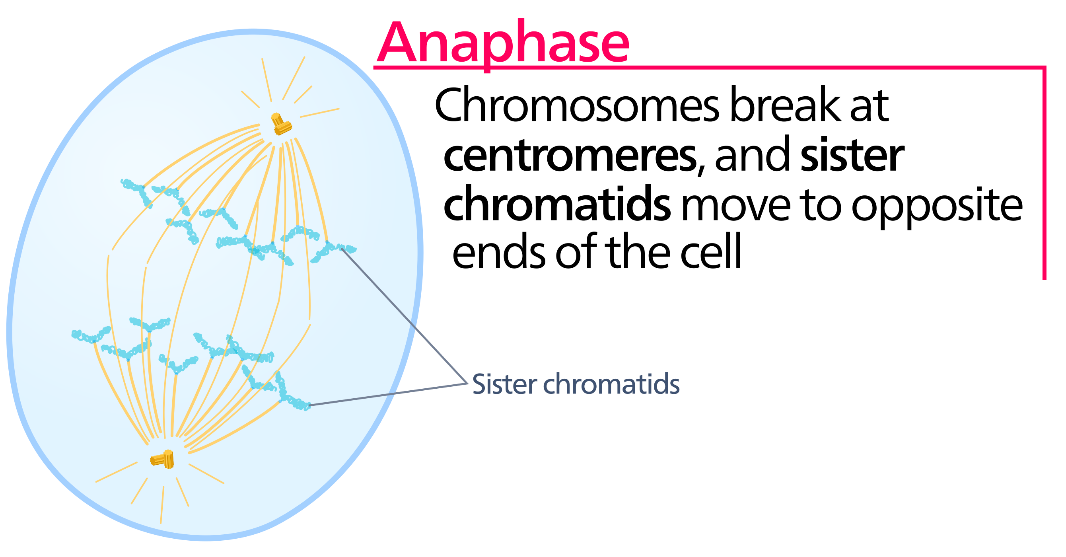 Anaphase
Chromosomes break at
centromeres, and sister
chromatids move to opposite
ends of the cell
Sister chromatids